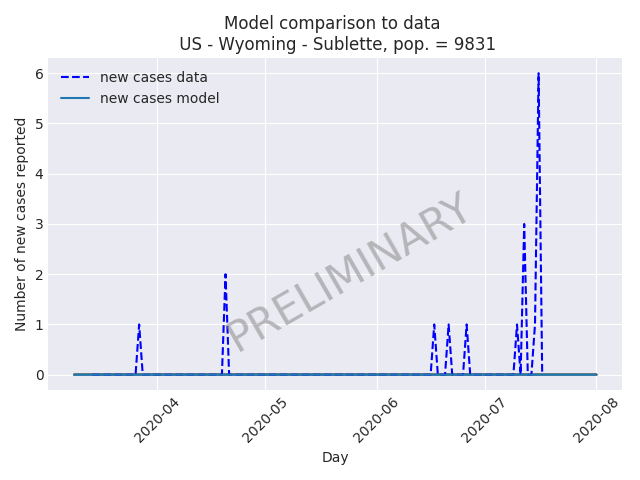 Model comparison to data
US - Wyoming - Sublette, pop. = 9831
new cases data
new cases model
PRELIMINARY
Number of new cases reported
6
5
4
3
2
1
0
2020-04
2020-05
2020-06
2020-07
2020-08
Day